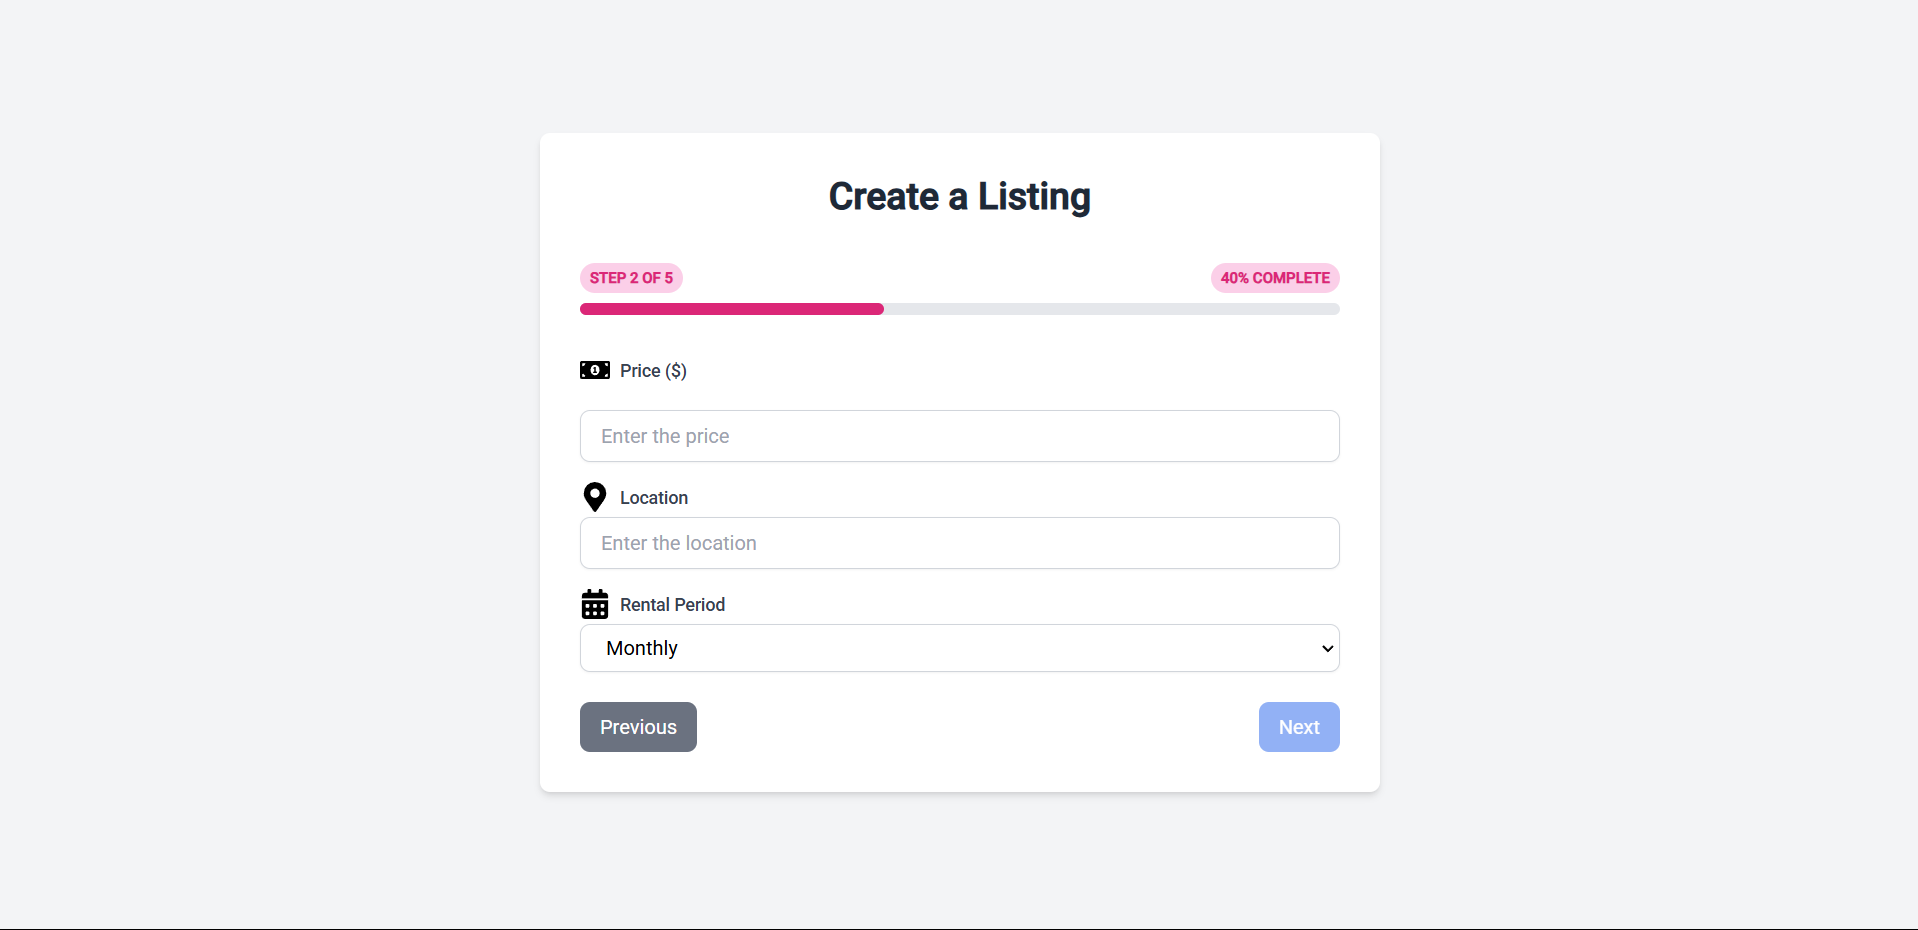 Create a Listing
STEP 2 OF 5
40% COMPLETE
Price ($)
Enter the price
Location
Enter the location
Rental Period
Monthly
Previous
Next